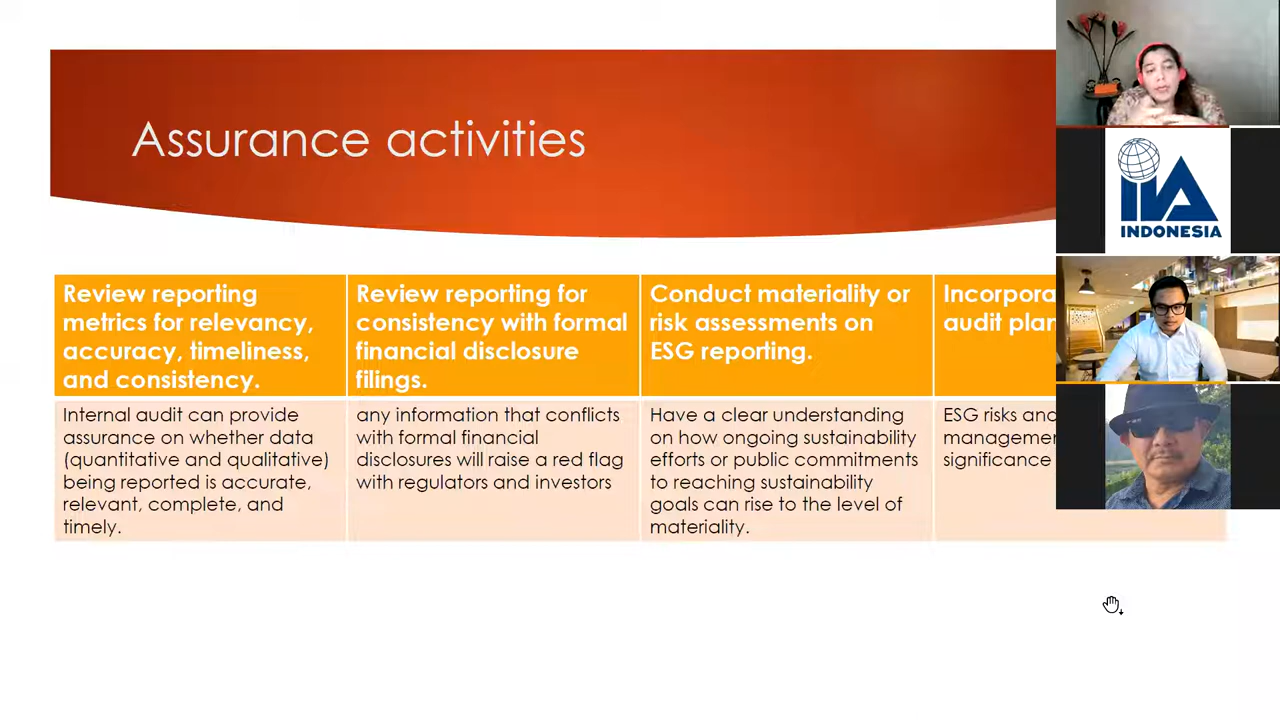 Assurance activities
Review reporting
metrics for relevancy,
accuracy, timeliness,
and consistency.
Review reporting for
consistency with formal
financial disclosure
filings.
Conduct materiality or
risk assessments on
ESG reporting.
audit
Internal audit can provide
assurance on whether data
(quantitative and qualitative)
being reported is accurate,
relevant, complete, and
timely.
any information that conflicts
with formal financial
disclosures will raise a red flag
with regulators and investors
Have a clear understanding
on how ongoing sustainability
efforts or public commitments
to reaching sustainability
goals can rise to the level of
materiality.
ESG risks and
significance
IIA
INDONESIA